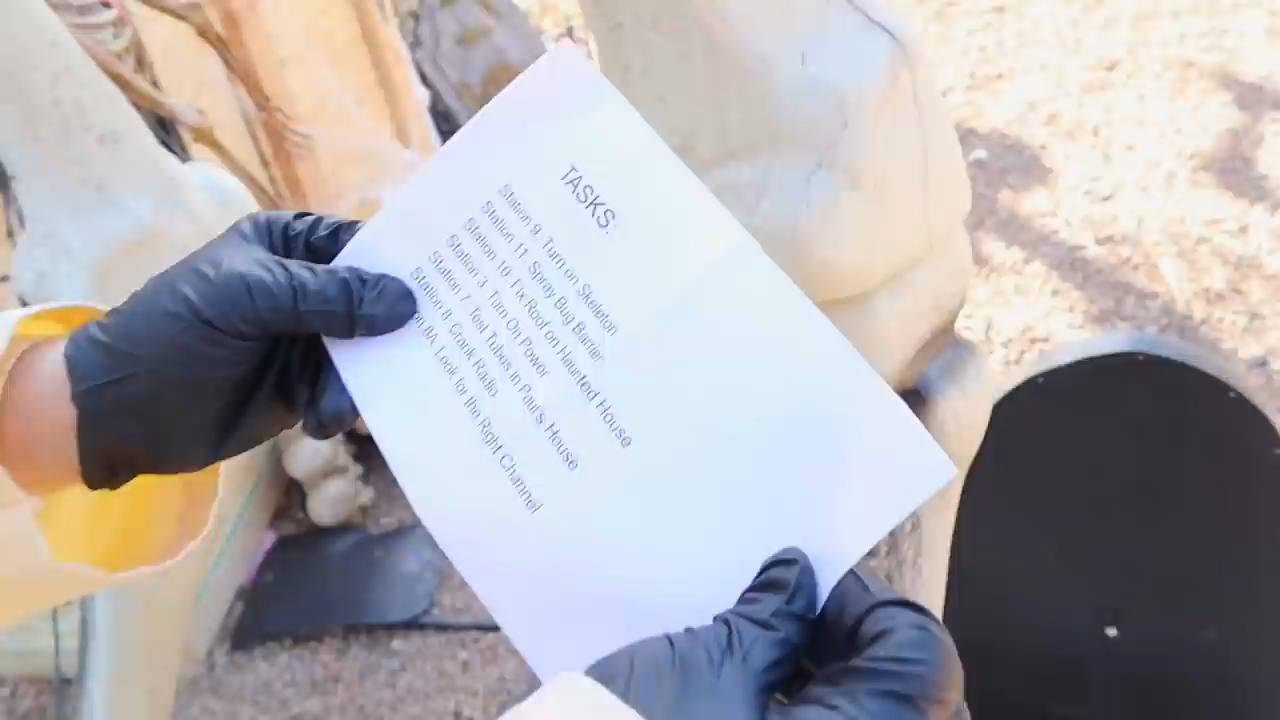 TASKS:
Station 9 Turn on Skeleton
Station 11 Spray Bug Barrier
Station 10 Fix Roof on Haunted House
Station 3 Turn On Power
Station 7 Test Tubes in Paul's House
Station 8 Crank Radio
on 8A Look for the Right Channel